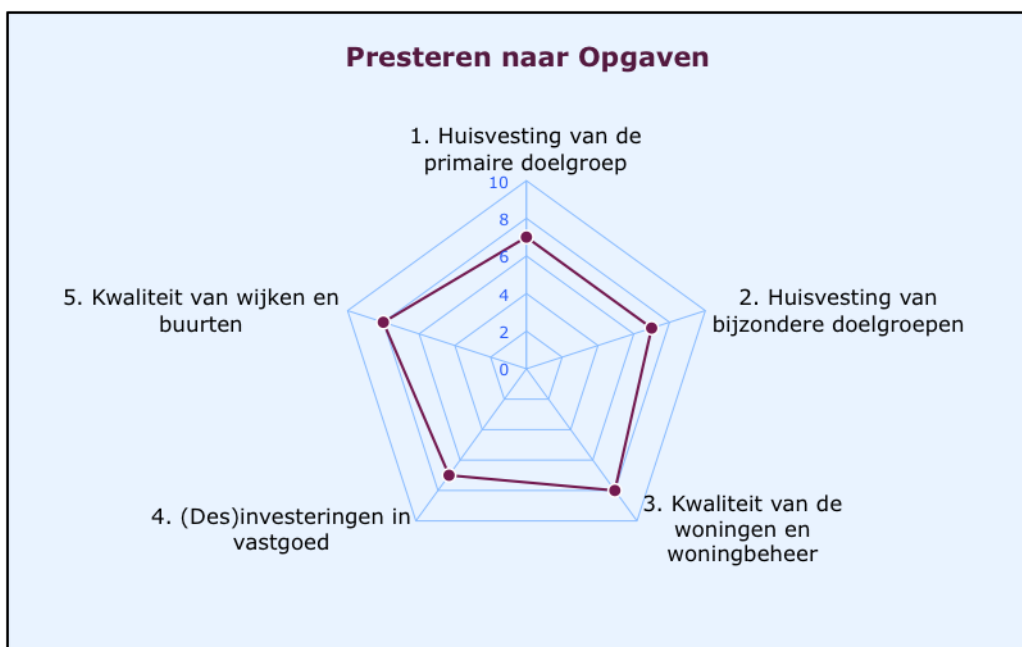 Presteren naar Opgaven
1. Huisvesting van de
primaire doelgroep
10
8
6
4
2
0
2. Huisvesting van
bijzondere doelgroepen
3. Kwaliteit van de
woningen en
woningbeheer
4. (Des)investeringen in
vastgoed
5. Kwaliteit van wijken en
buurten